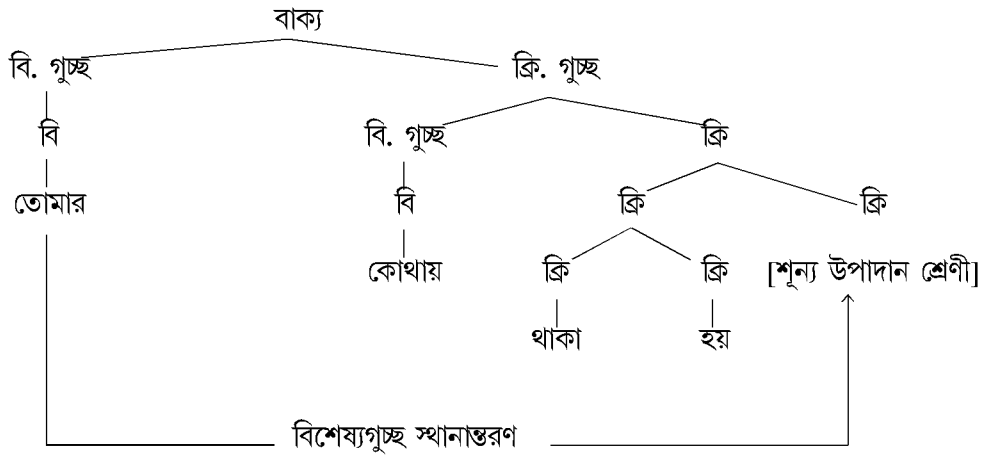 বাক্য
বি. গুচ্ছ ক্রি. গুচ্ছ
বি বি. গুচ্ছ ক্রি
তোমার বি ক্রি ক্রি
কোথায় ক্রি ক্রি [শূন্য উপাদান শ্রেণী]
থাকা হয়
বিশেষ্যগুচ্ছ স্থানান্তরণ